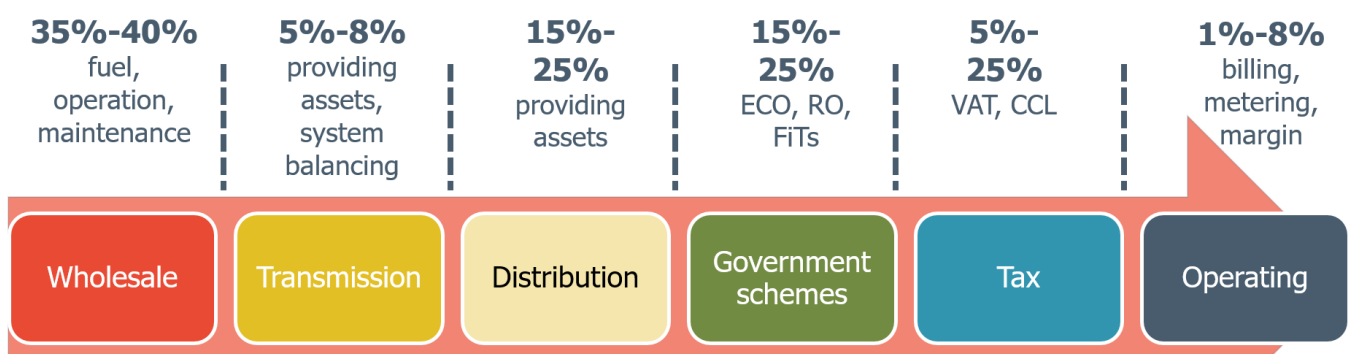 35%-40%
fuel,
operation,
maintenance
5%-8%
providing
assets,
system
balancing
15%-
25%
providing
assets
15%-
25%
ECO, RO,
FiTs
5%-
25%
VAT, CCL
1%-8%
billing,
metering,
margin
Wholesale
Transmission
Distribution
Government
schemes
Tax
Operating